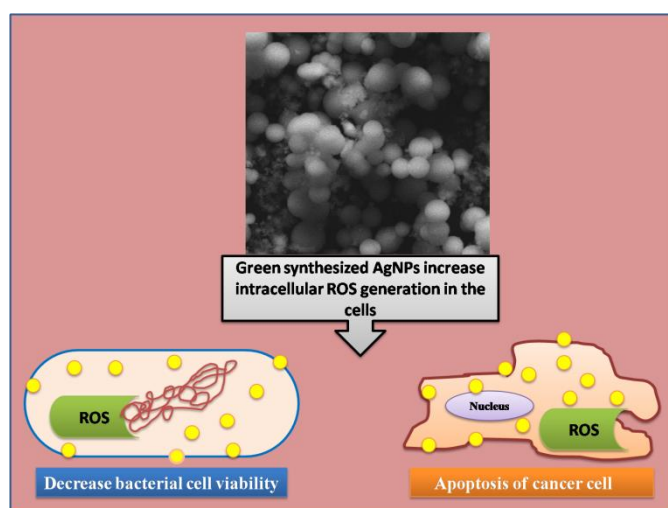 Green synthesized AgNPs increase
intracellular ROS generation in the
cells
ROS
Nucleus
ROS
Decrease bacterial cell viability
Apoptosis of cancer cell